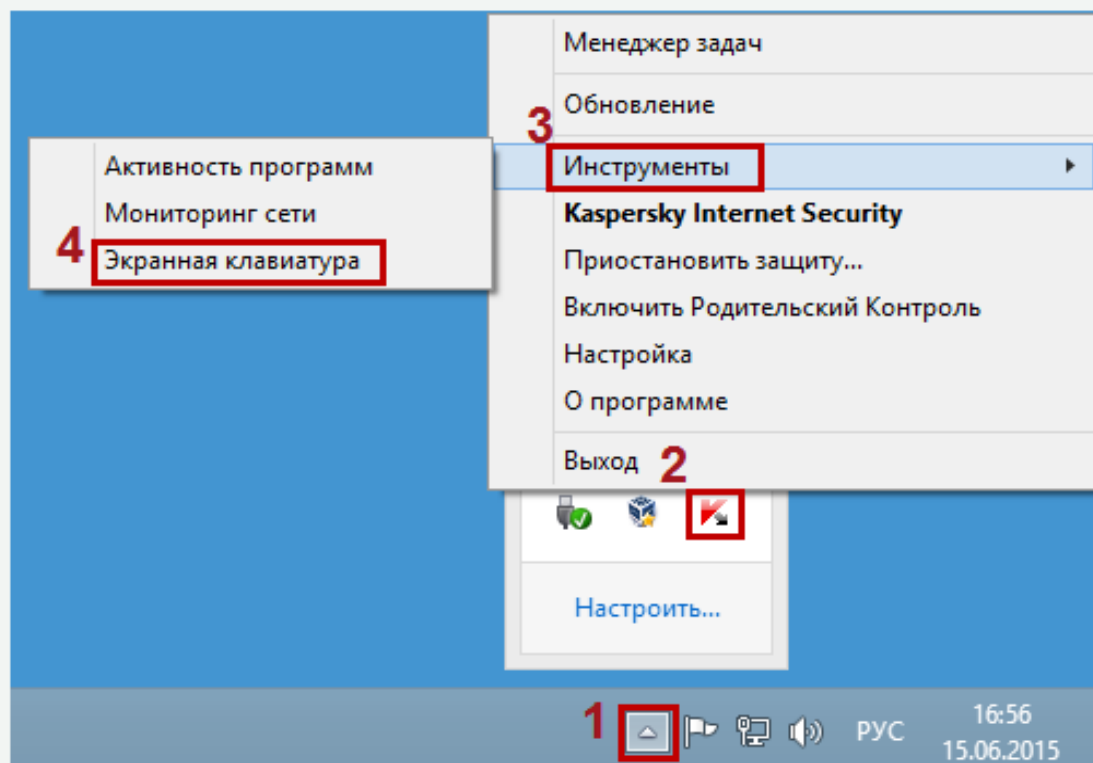 Менеджер задач
Обновление
3
Инструменты
Активность программ
Мониторинг сети
4
Экранная клавиатура
Kaspersky Internet Security
Приостановить защиту...
Включить Родительский Контроль
Настройка
О программе
Выход
2
Настроить...
1
РУС
16:56
15.06.2015